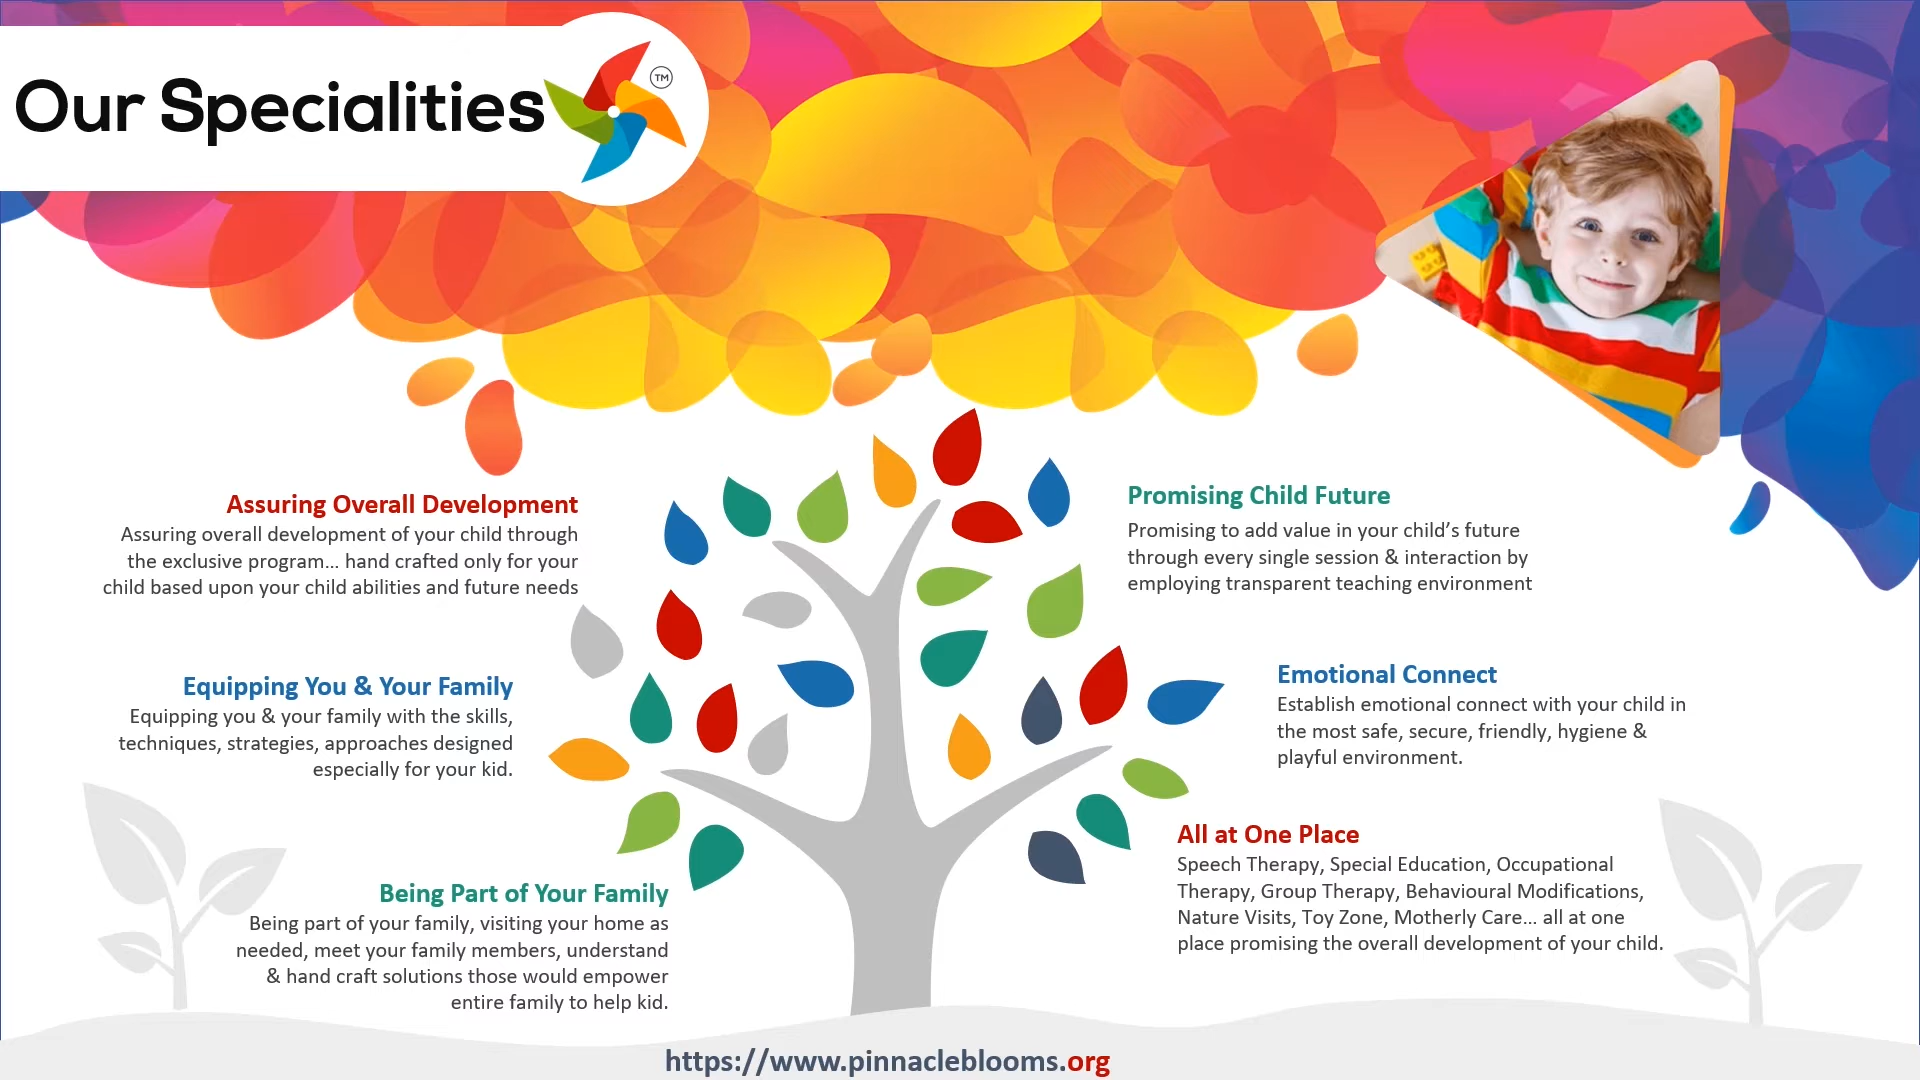 Our Specialities
TM
Assuring Overall Development
Assuring overall development of your child through
the exclusive program... hand crafted only for your
child based upon your child abilities and future needs
Equipping You & Your Family
Equipping you & your family with the skills,
techniques, strategies, approaches designed
especially for your kid.
Being Part of Your Family
Being part of your family, visiting your home as
needed, meet your family members, understand
& hand craft solutions those would empower
entire family to help kid.
Promising Child Future
Promising to add value in your child’s future
through every single session & interaction by
employing transparent teaching environment
Emotional Connect
Establish emotional connect with your child in
the most safe, secure, friendly, hygiene &
playful environment.
All at One Place
Speech Therapy, Special Education, Occupational
Therapy, Group Therapy, Behavioural Modifications,
Nature Visits, Toy Zone, Motherly Care... all at one
place promising the overall development of your child.
https://www.pinnacleblooms.org